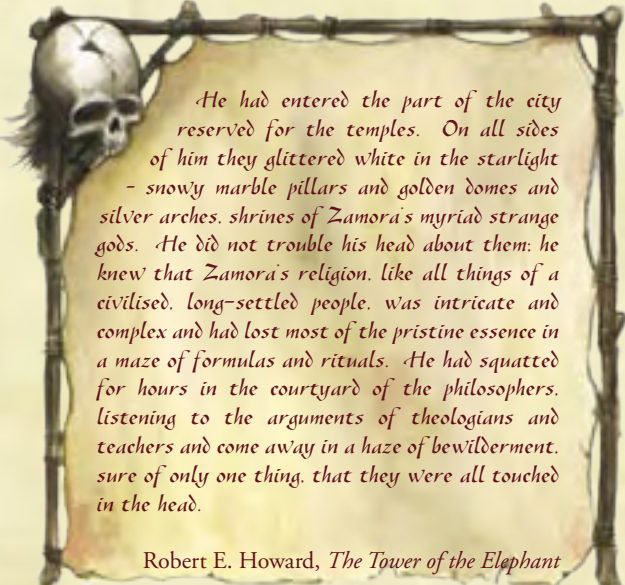 He had entered the part of the city
reserved for the temples. On all sides
of him they glittered white in the starlight
- snowy marble pillars and golden domes and
silver arches, shrines of Zamora's myriad strange
gods. He did not trouble his head about them; he
knew that Zamora's religion, like all things of a
civilised, long-settled people, was intricate and
complex and had lost most of the pristine essence in
a maze of formulas and rituals. He had squatted
for hours in the courtyard of the philosophers,
listening to the arguments of theologians and
teachers and come away in a haze of bewilderment,
sure of only one thing, that they were all touched
in the head.
Robert E. Howard, The Tower of the Elephant